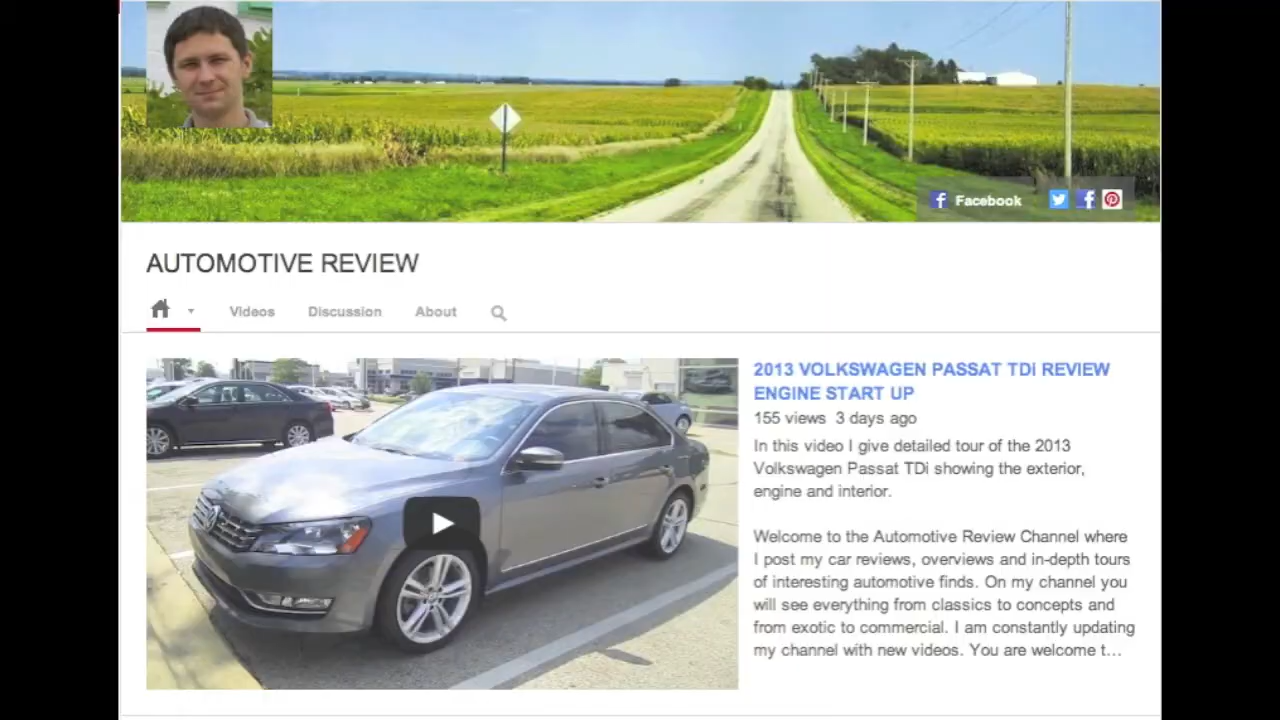 Facebook
AUTOMOTIVE REVIEW
Videos Discussion About
2013 VOLKSWAGEN PASSAT TDi REVIEW
ENGINE START UP
155 views 3 days ago
In this video I give detailed tour of the 2013
Volkswagen Passat TDi showing the exterior,
engine and interior.
Welcome to the Automotive Review Channel where
I post my car reviews, overviews and in-depth tours
of interesting automotive finds. On my channel you
will see everything from classics to concepts and
from exotic to commercial. I am constantly updating
my channel with new videos. You are welcome t...